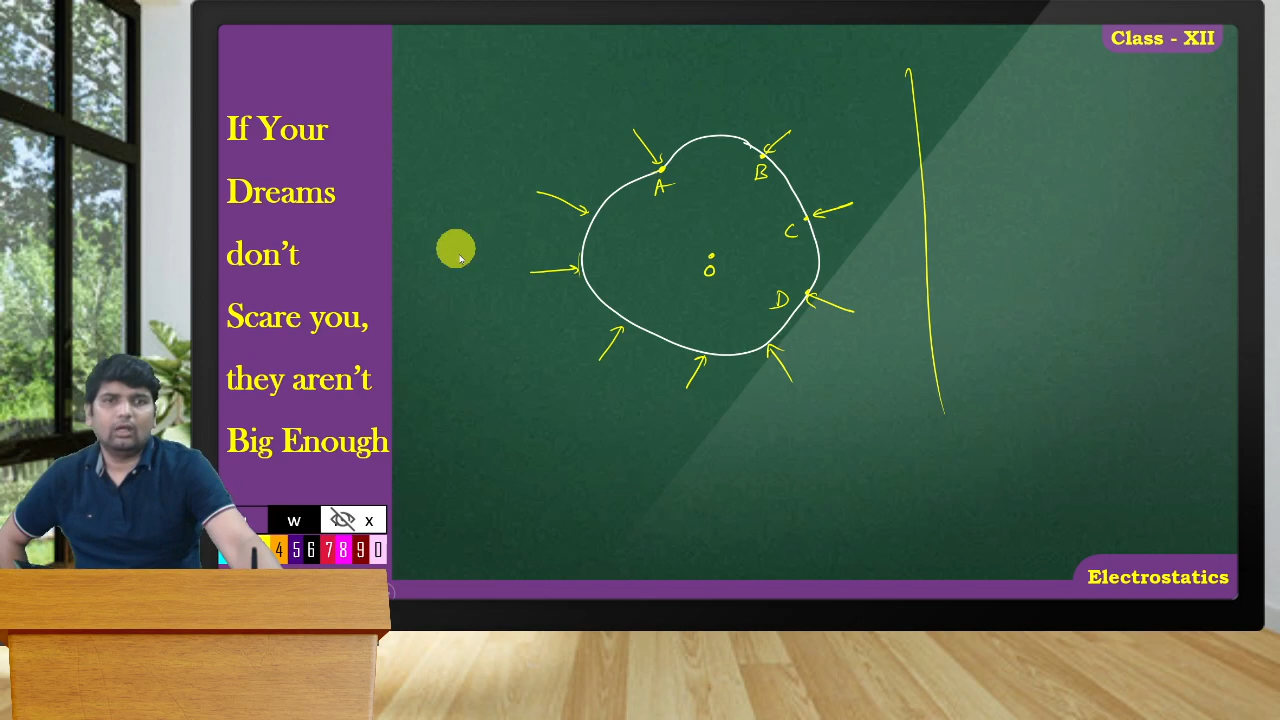 Class - XII
If Your
Dreams
don't
Scare you,
they aren't
Big Enough
A
B
C
D
O
w
x
4 5 6 7 8 9 0
Electrostatics